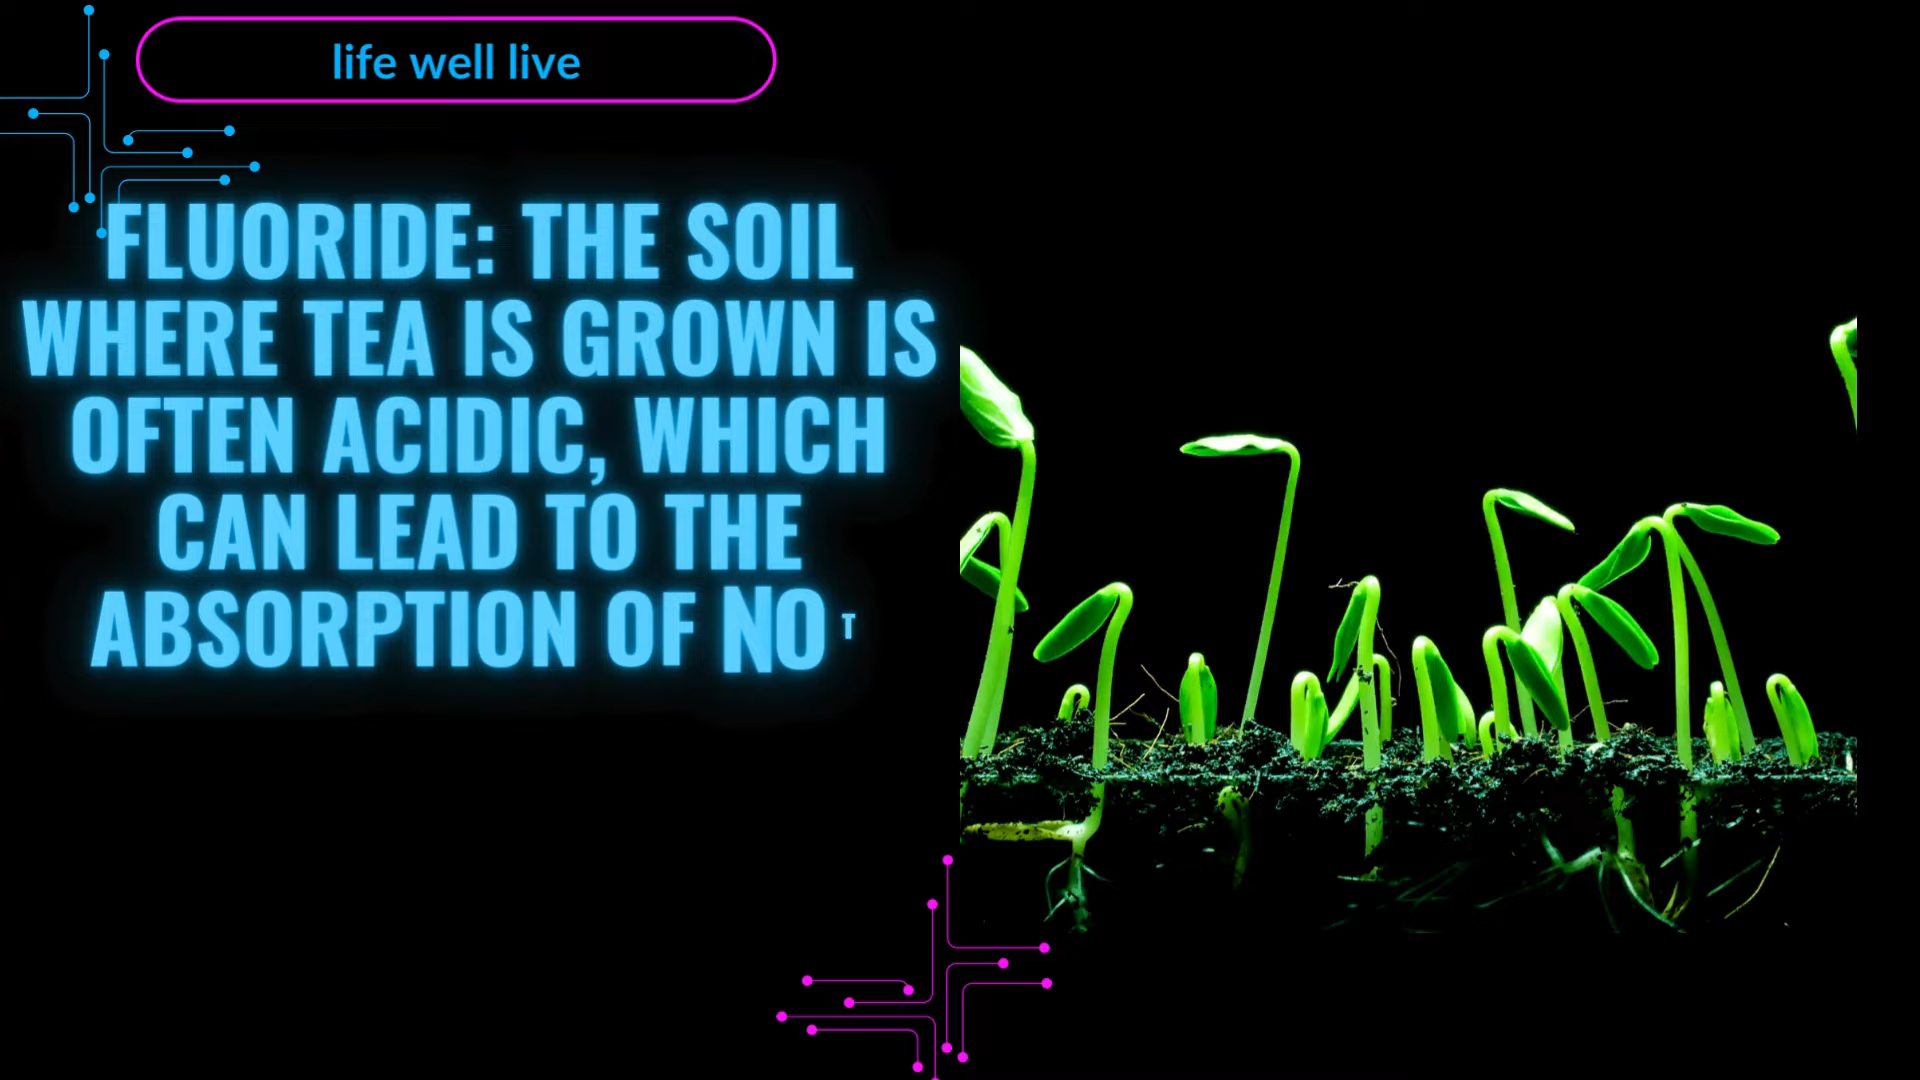 life well live
FLUORIDE: THE SOIL
WHERE TEA IS GROWN IS
OFTEN ACIDIC, WHICH
CAN LEAD TO THE
ABSORPTION OF NOT